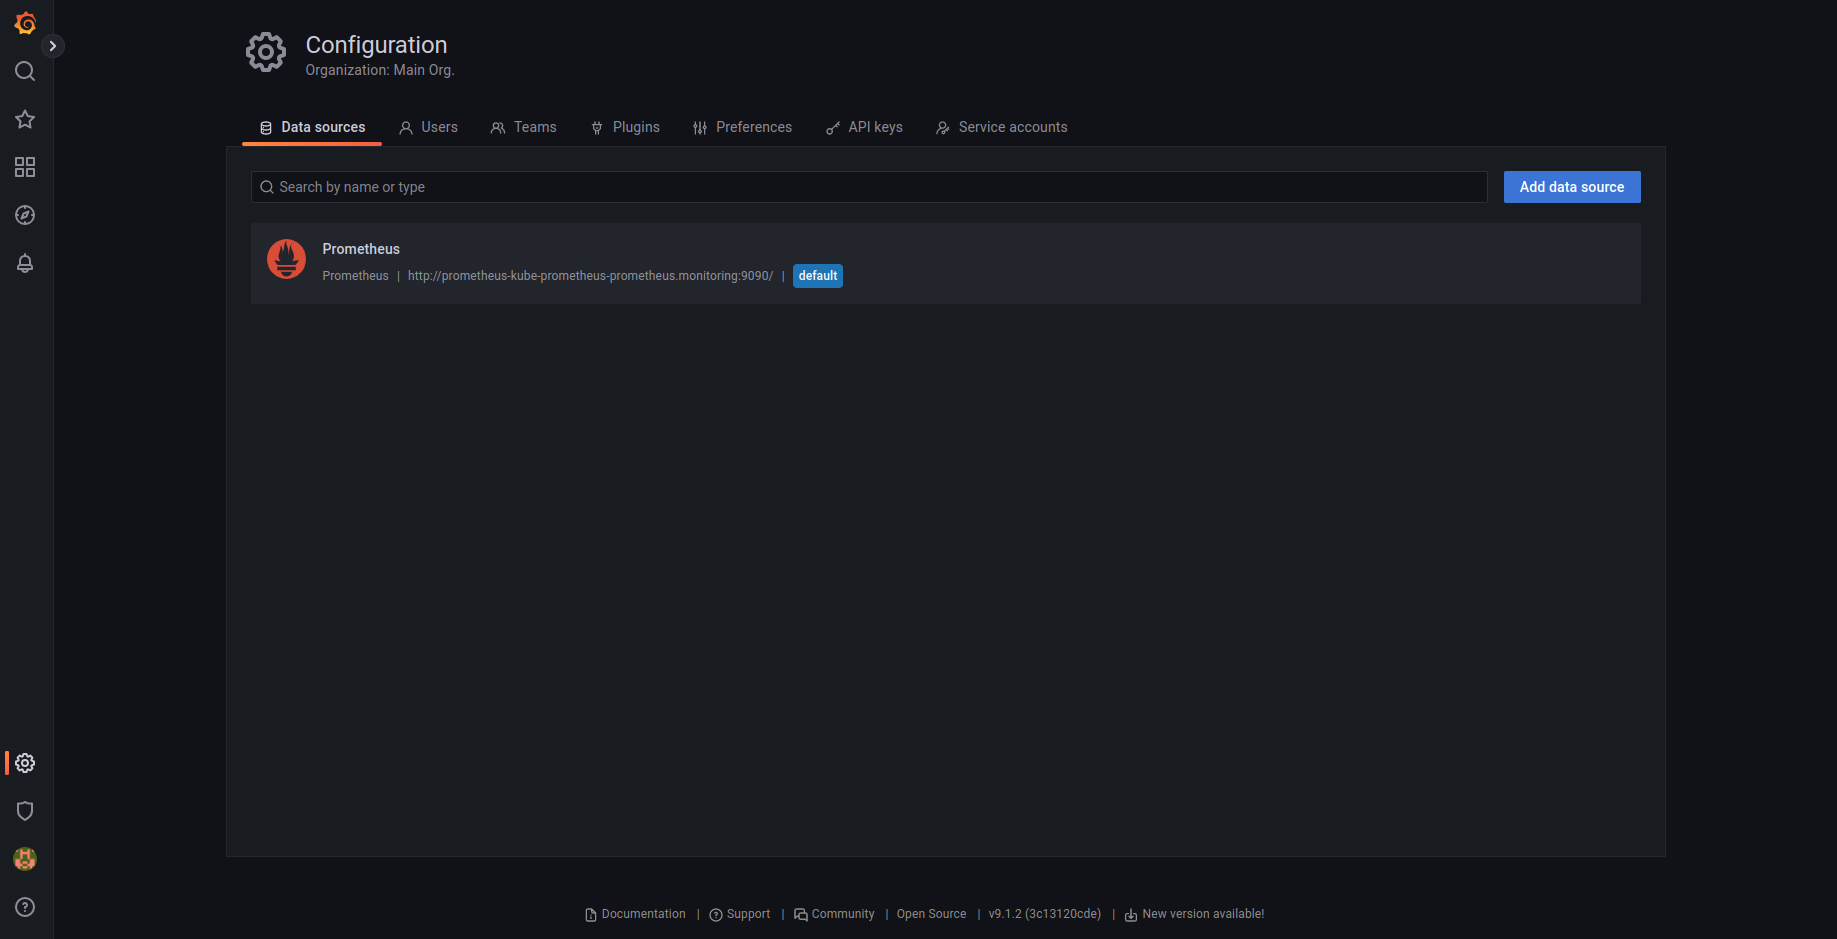 Configuration
Organization: Main Org.
Data sources Users Teams Plugins Preferences API keys Service accounts
Search by name or type Add data source
Prometheus
Prometheus | http://prometheus-kube-prometheus-prometheus.monitoring:9090/ | default
Documentation | Support | Community | Open Source | v9.1.2 (3c13120cde) | New version available!